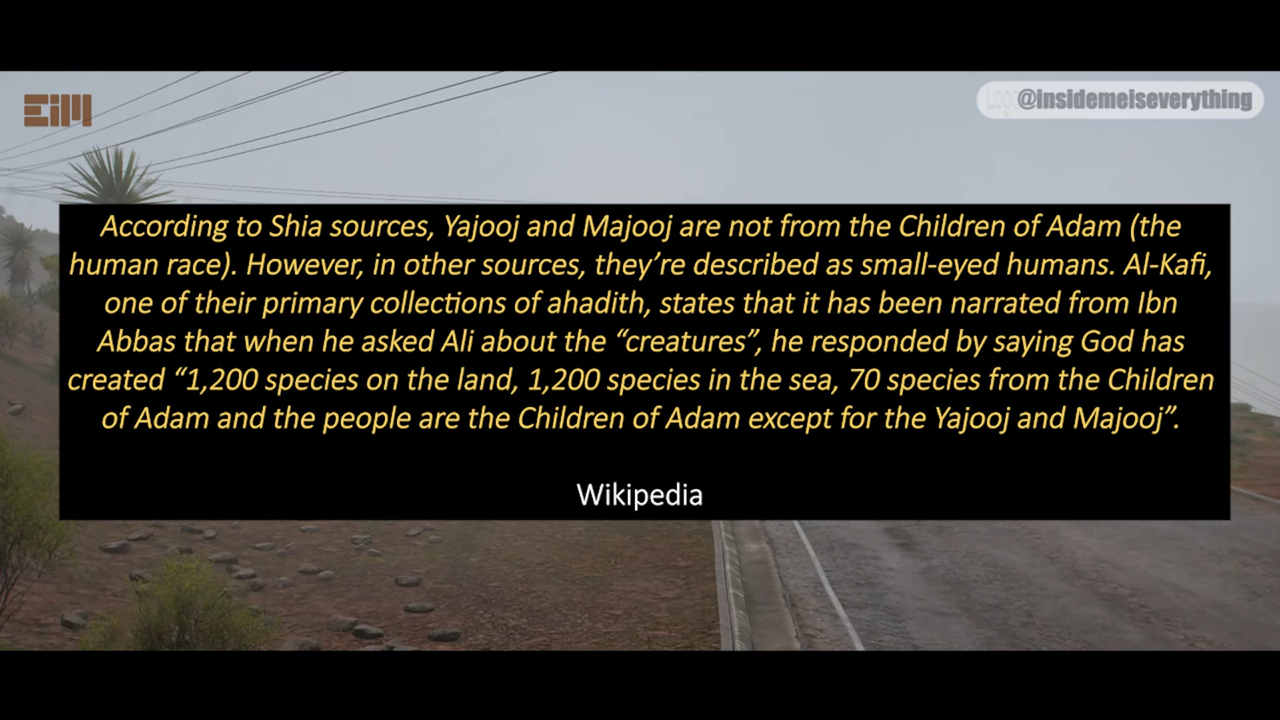 EiM
@insidemeiseverything
According to Shia sources, Yajooj and Majooj are not from the Children of Adam (the
human race). However, in other sources, they’re described as small-eyed humans. Al-Kafi,
one of their primary collections of ahadith, states that it has been narrated from Ibn
Abbas that when he asked Ali about the “creatures”, he responded by saying God has
created “1,200 species on the land, 1,200 species in the sea, 70 species from the Children
of Adam and the people are the Children of Adam except for the Yajooj and Majooj”.
Wikipedia